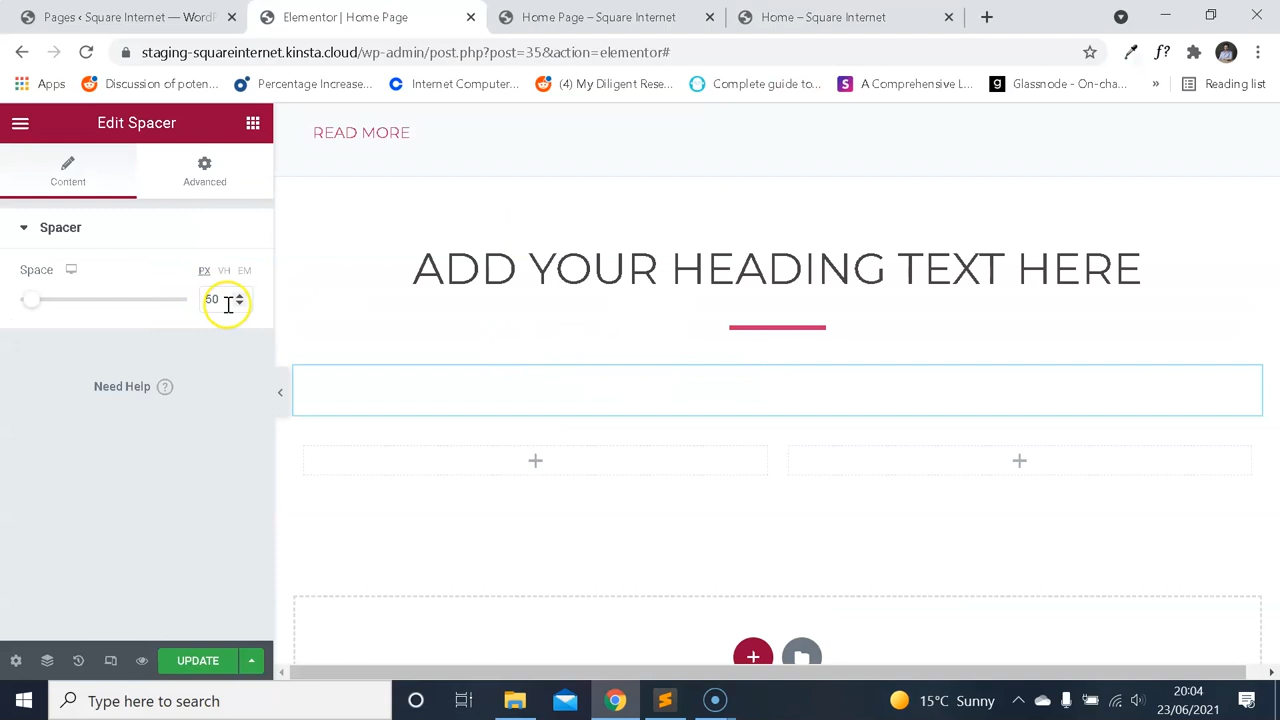 Pages ‹ Square Internet — WordP
Elementor | Home Page
Home Page – Square Internet
Home – Square Internet
staging-squareinternet.kinsta.cloud/wp-admin/post.php?post=35&action=elementor#
f?
Apps
Discussion of poten...
Percentage Increase...
Internet Computer...
(4) My Diligent Rese...
Complete guide to...
A Comprehensive L...
Glassnode - On-cha...
»
Reading list
Edit Spacer
Content
Advanced
Spacer
Space
PX VH EM
50
Need Help ?
UPDATE
READ MORE
ADD YOUR HEADING TEXT HERE
Type here to search
15°C Sunny
20:04
23/06/2021